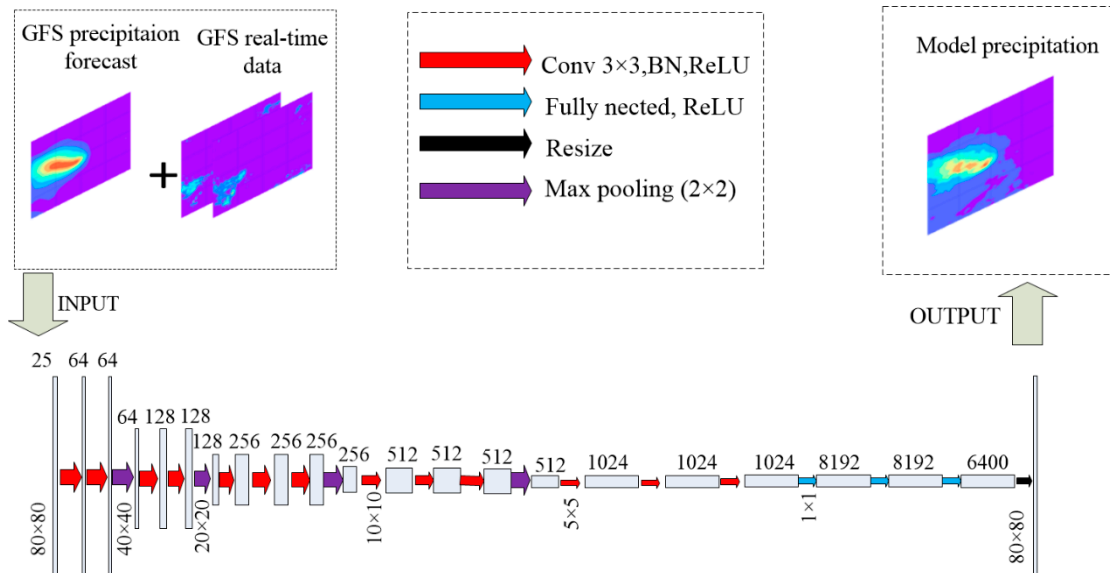 GFS precipitaion
forecast
GFS real-time
data
Conv 3×3,BN,ReLU
Fully nected, ReLU
Resize
Max pooling (2×2)
Model precipitation
INPUT
OUTPUT
25 64 64
64 128 128
128 256 256 256
256 512 512 512
512 1024 1024 1024
8192 8192 6400
80×80
40×40
20×20
10×10
5×5
1×1
80×80